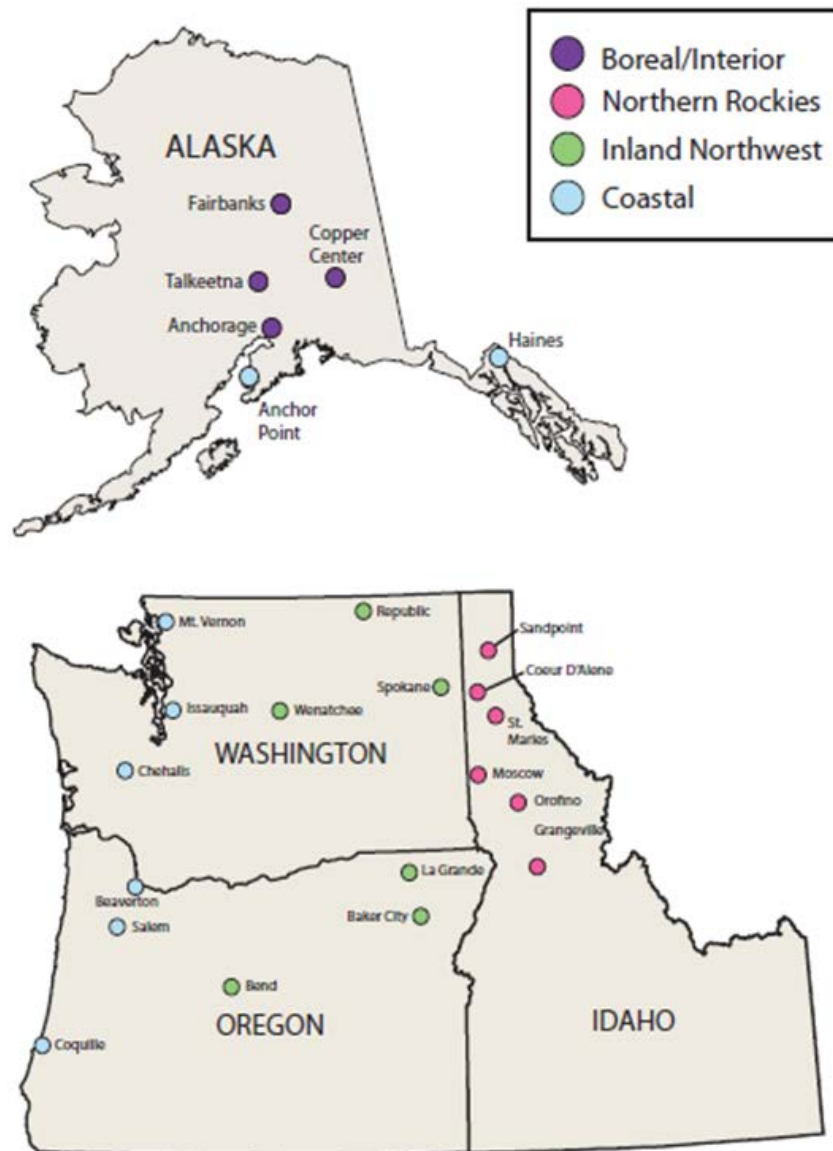 Boreal/Interior
Northern Rockies
Inland Northwest
Coastal
ALASKA
Fairbanks
Copper
Center
Talkeetna
Anchorage
Haines
Anchor
Point
Mt. Vernon
Republic
Sandpoint
Coeur D'Alene
Spokane
Issauquah
Wenatchee
St.
Maries
WASHINGTON
Chehalis
Moscow
Orofino
Grangeville
La Grande
Beaverton
Baker City
Salem
Bend
OREGON
IDAHO
Coquille